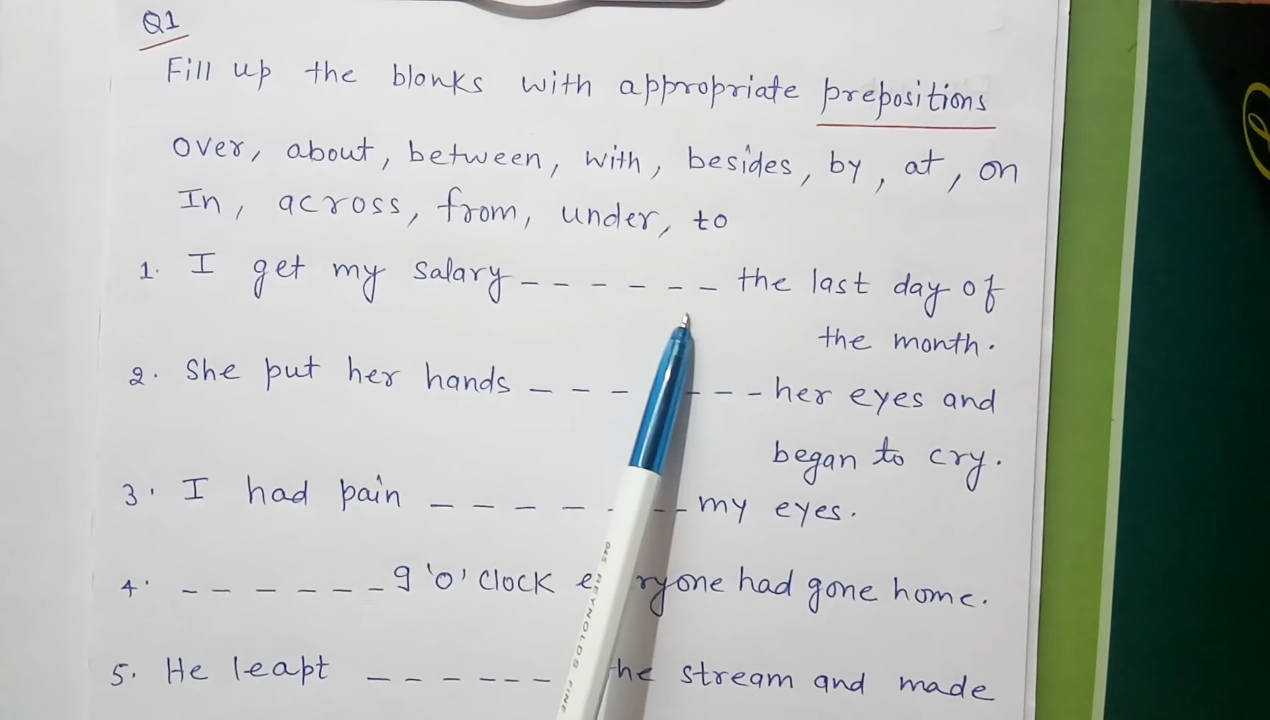 Q1
Fill up the blanks with appropriate prepositions
over, about, between, with, besides, by, at, on
In, across, from, under, to
1. I get my salary ------ the last day of
the month.
2. She put her hands ------ her eyes and
began to cry.
3. I had pain ------- my eyes.
4. ------ 9 'o' clock everyone had gone home.
5. He leapt ------ the stream and made
045 REYNOLDS FINE